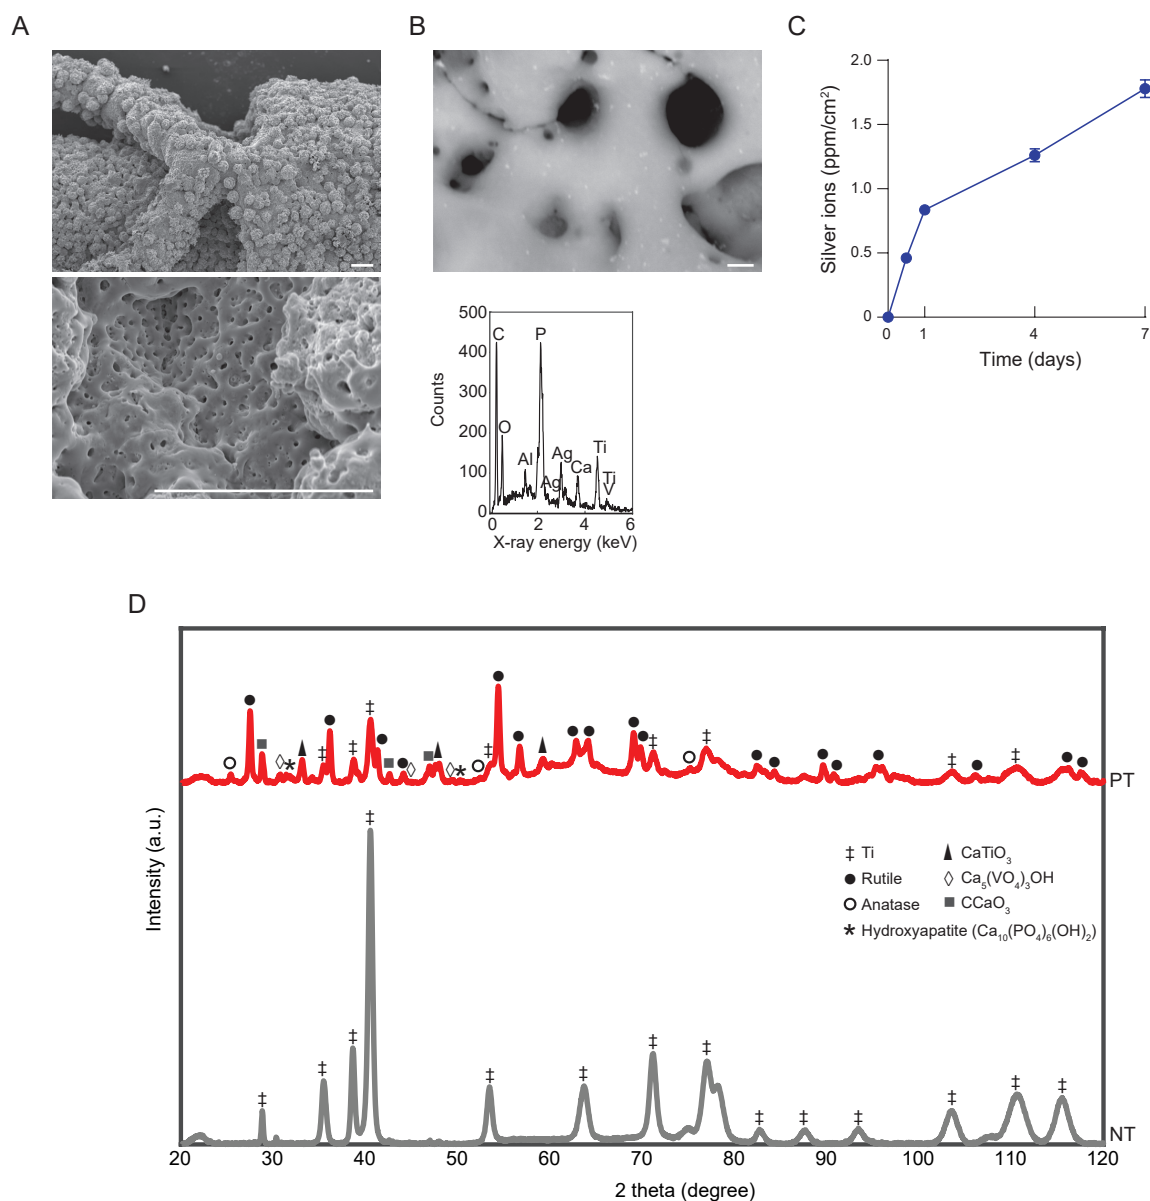 A
B
C
2.0
1.5
1.0
0.5
0
0
1
4
7
Silver ions (ppm/cm²)
Time (days)
500
400
300
200
100
0
Counts
C
P
O
Al
Ag
Ag
Ca
Ti
Ti
V
0
2
4
6
X-ray energy (keV)
D
PT
NT
Intensity (a.u.)
‡ Ti
● Rutile
○ Anatase
* Hydroxyapatite (Ca₁₀(PO₄)₆(OH)₂)
▲ CaTiO₃
◊ Ca₅(VO₄)₃OH
■ CCaO₃
20 30 40 50 60 70 80 90 100 110 120
2 theta (degree)